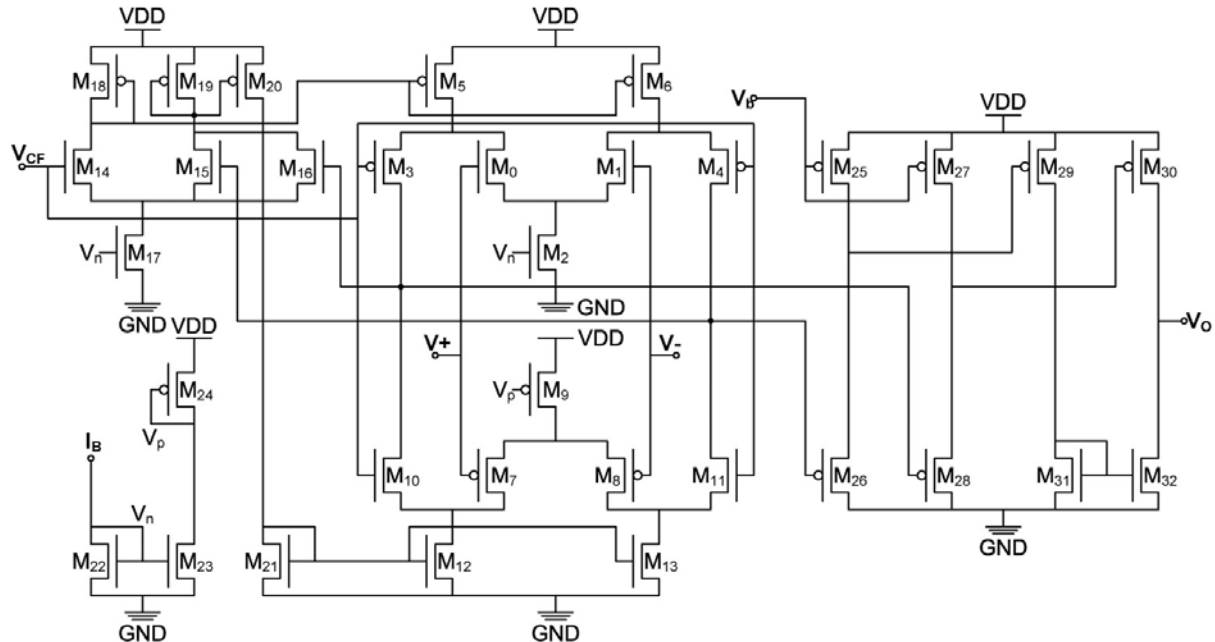 VDD VDD
M18 M19 M20 M5 M6
Vb VDD
VCF M14 M15 M16 M3 M0 M1 M4 M25 M27 M29 M30
Vn M17 Vn M2
GND GND
VDD V+ VDD V- VO
M24 Vp M9
Vp
IB M10 M7 M8 M11 M26 M28 M31 M32
Vn GND
M22 M23 M21 M12 M13
GND GND